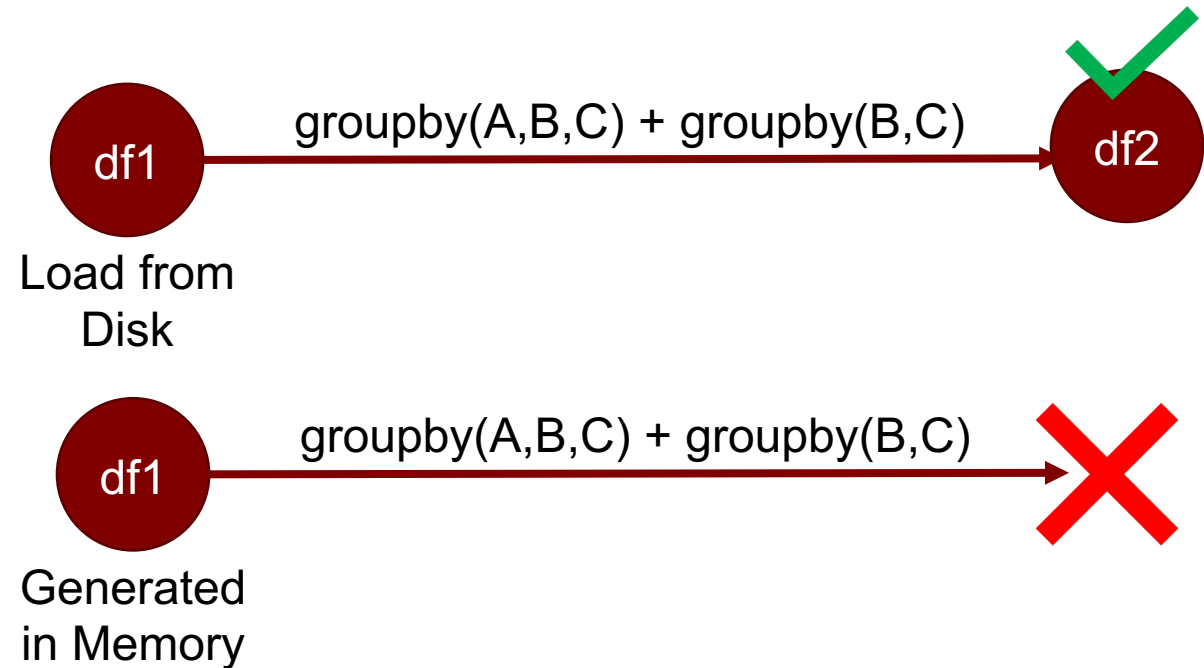 groupby(A,B,C) + groupby(B,C)
df1
df2
Load from
Disk
groupby(A,B,C) + groupby(B,C)
df1
Generated
in Memory